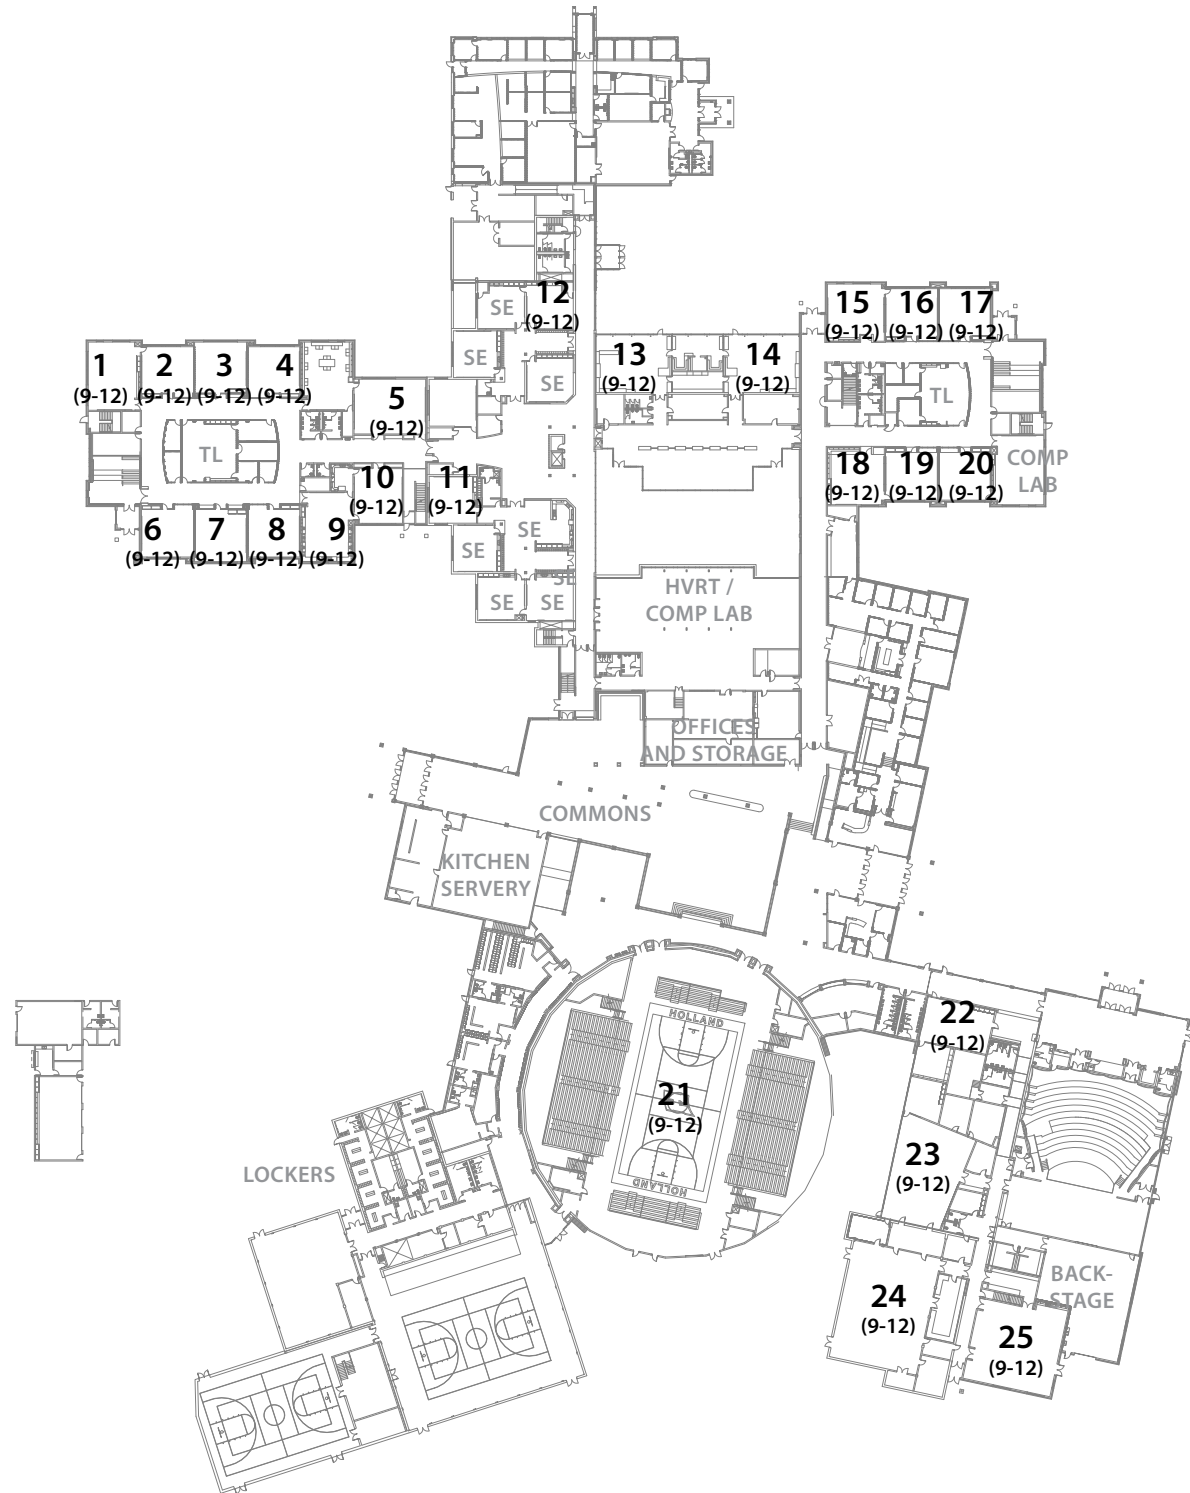 12
(9-12)
SE
15
(9-12)
16
(9-12)
17
(9-12)
1
(9-12)
2
(9-12)
3
(9-12)
4
(9-12)
SE
13
(9-12)
14
(9-12)
SE
5
(9-12)
TL
TL
10
(9-12)
11
(9-12)
18
(9-12)
19
(9-12)
20
(9-12)
COMP
LAB
6
(9-12)
7
(9-12)
8
(9-12)
9
(9-12)
SE
SE
SE
SE
SE
HVRT /
COMP LAB
OFFICES
AND STORAGE
COMMONS
KITCHEN
SERVERY
HOLLAND
22
(9-12)
21
(9-12)
23
(9-12)
LOCKERS
HOLLAND
BACK-
STAGE
24
(9-12)
25
(9-12)